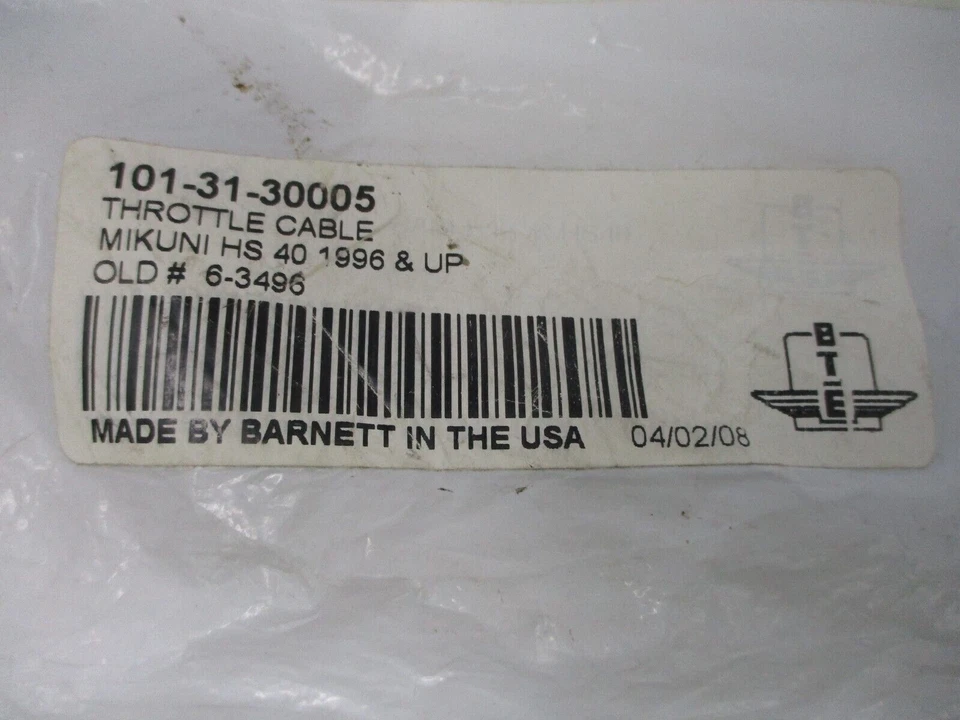 101-31-30005
THROTTLE CABLE
MIKUNI HS 40 1996 & UP
OLD # 6-3496
MADE BY BARNETT IN THE USA 04/02/08
B
T
E